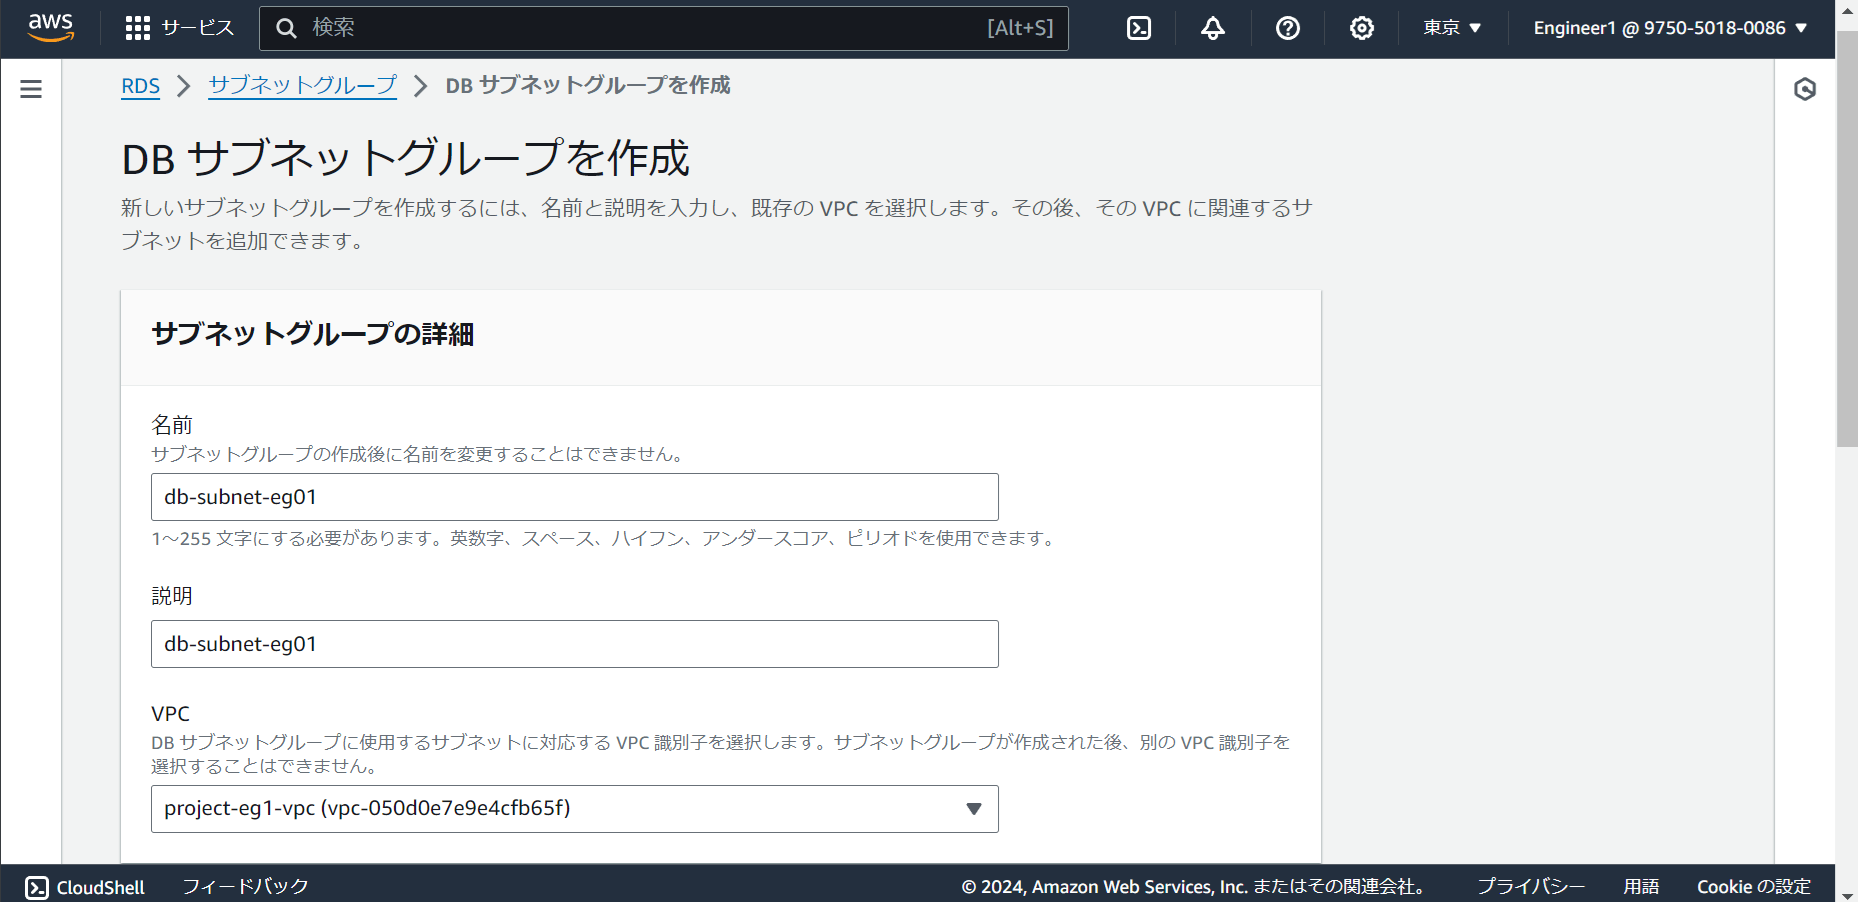 aws
サービス
検索
[Alt+S]
東京
Engineer1 @ 9750-5018-0086
RDS
サブネットグループ
DB サブネットグループを作成
DB サブネットグループを作成
新しいサブネットグループを作成するには、名前と説明を入力し、既存の VPC を選択します。その後、その VPC に関連するサ
ブネットを追加できます。
サブネットグループの詳細
名前
サブネットグループの作成後に名前を変更することはできません。
db-subnet-eg01
1～255 文字にする必要があります。英数字、スペース、ハイフン、アンダースコア、ピリオドを使用できます。
説明
db-subnet-eg01
VPC
DB サブネットグループに使用するサブネットに対応する VPC 識別子を選択します。サブネットグループが作成された後、別の VPC 識別子を
選択することはできません。
project-eg1-vpc (vpc-050d0e7e9e4cfb65f)
CloudShell
フィードバック
© 2024, Amazon Web Services, Inc. またはその関連会社。
プライバシー
用語
Cookie の設定